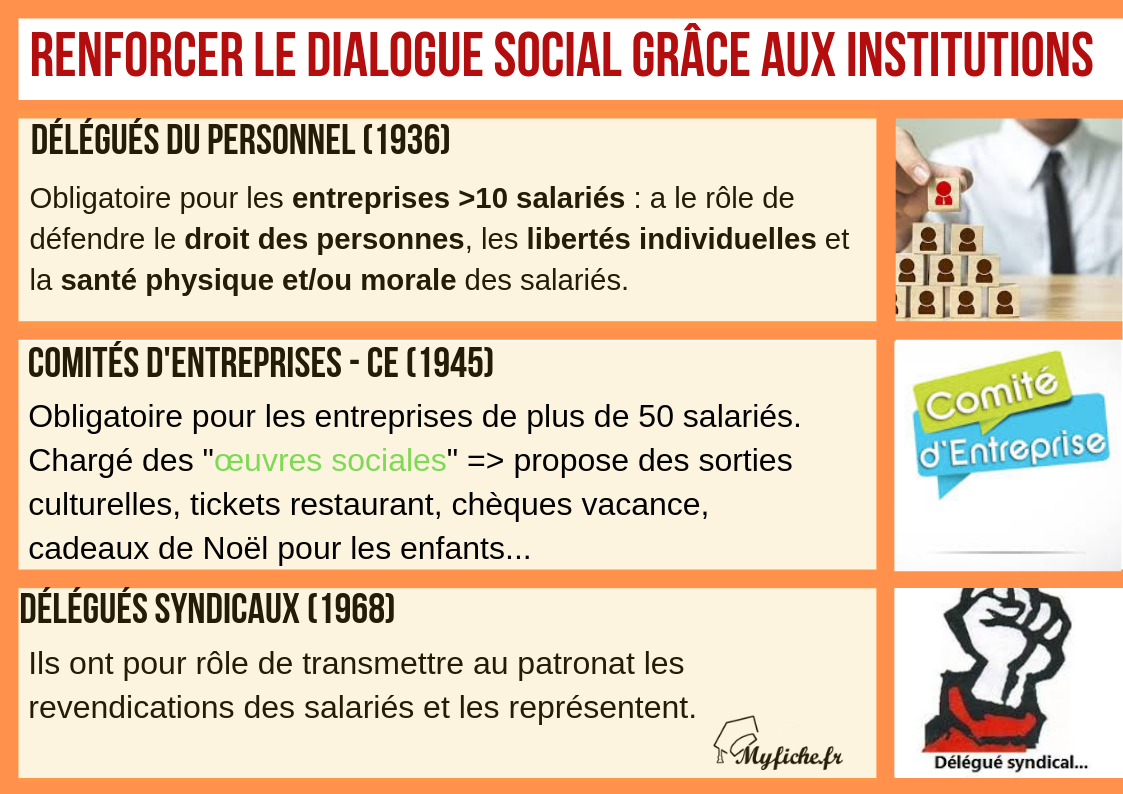 RENFORCER LE DIALOGUE SOCIAL GRÂCE AUX INSTITUTIONS
DÉLÉGUÉS DU PERSONNEL (1936)
Obligatoire pour les entreprises >10 salariés : a le rôle de
défendre le droit des personnes, les libertés individuelles et
la santé physique et/ou morale des salariés.
COMITÉS D'ENTREPRISES - CE (1945)
Obligatoire pour les entreprises de plus de 50 salariés.
Chargé des "œuvres sociales" => propose des sorties
culturelles, tickets restaurant, chèques vacance,
cadeaux de Noël pour les enfants...
Comité
d'Entreprise
DÉLÉGUÉS SYNDICAUX (1968)
Ils ont pour rôle de transmettre au patronat les
revendications des salariés et les représentent.
Myfiche.fr
Délégué syndical...